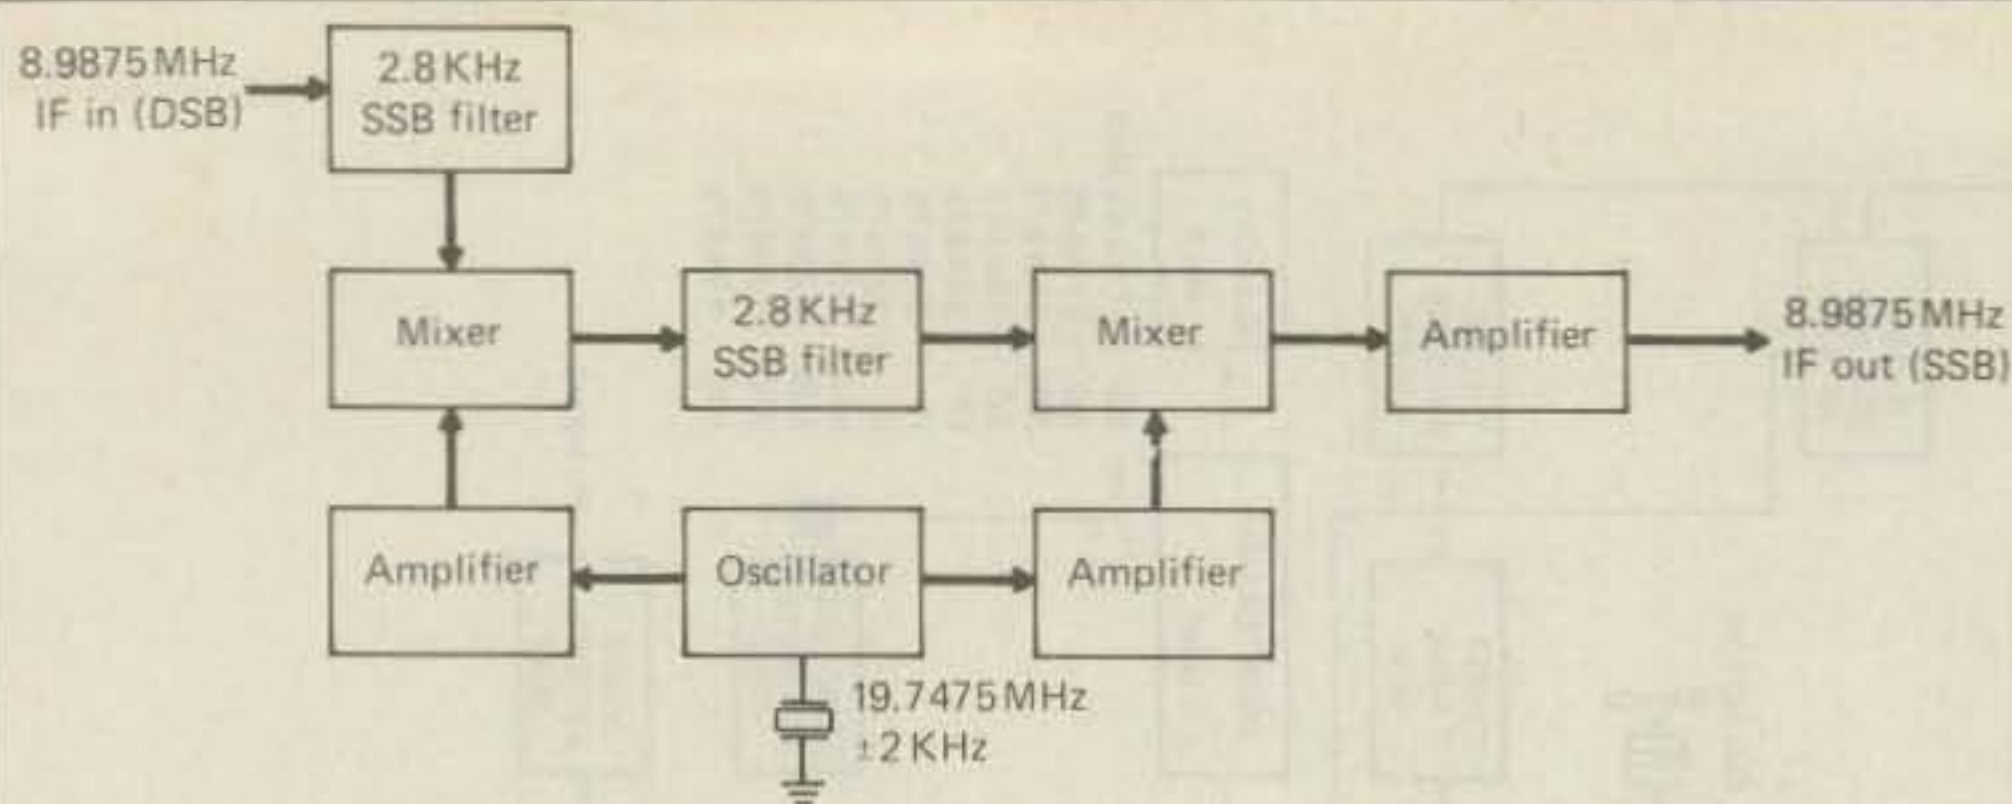 8.9875 MHz
IF in (DSB)
2.8 KHz
SSB filter
Mixer
2.8 KHz
SSB filter
Mixer
Amplifier
8.9875 MHz
IF out (SSB)
Amplifier
Oscillator
Amplifier
19.7475 MHz
±2 KHz